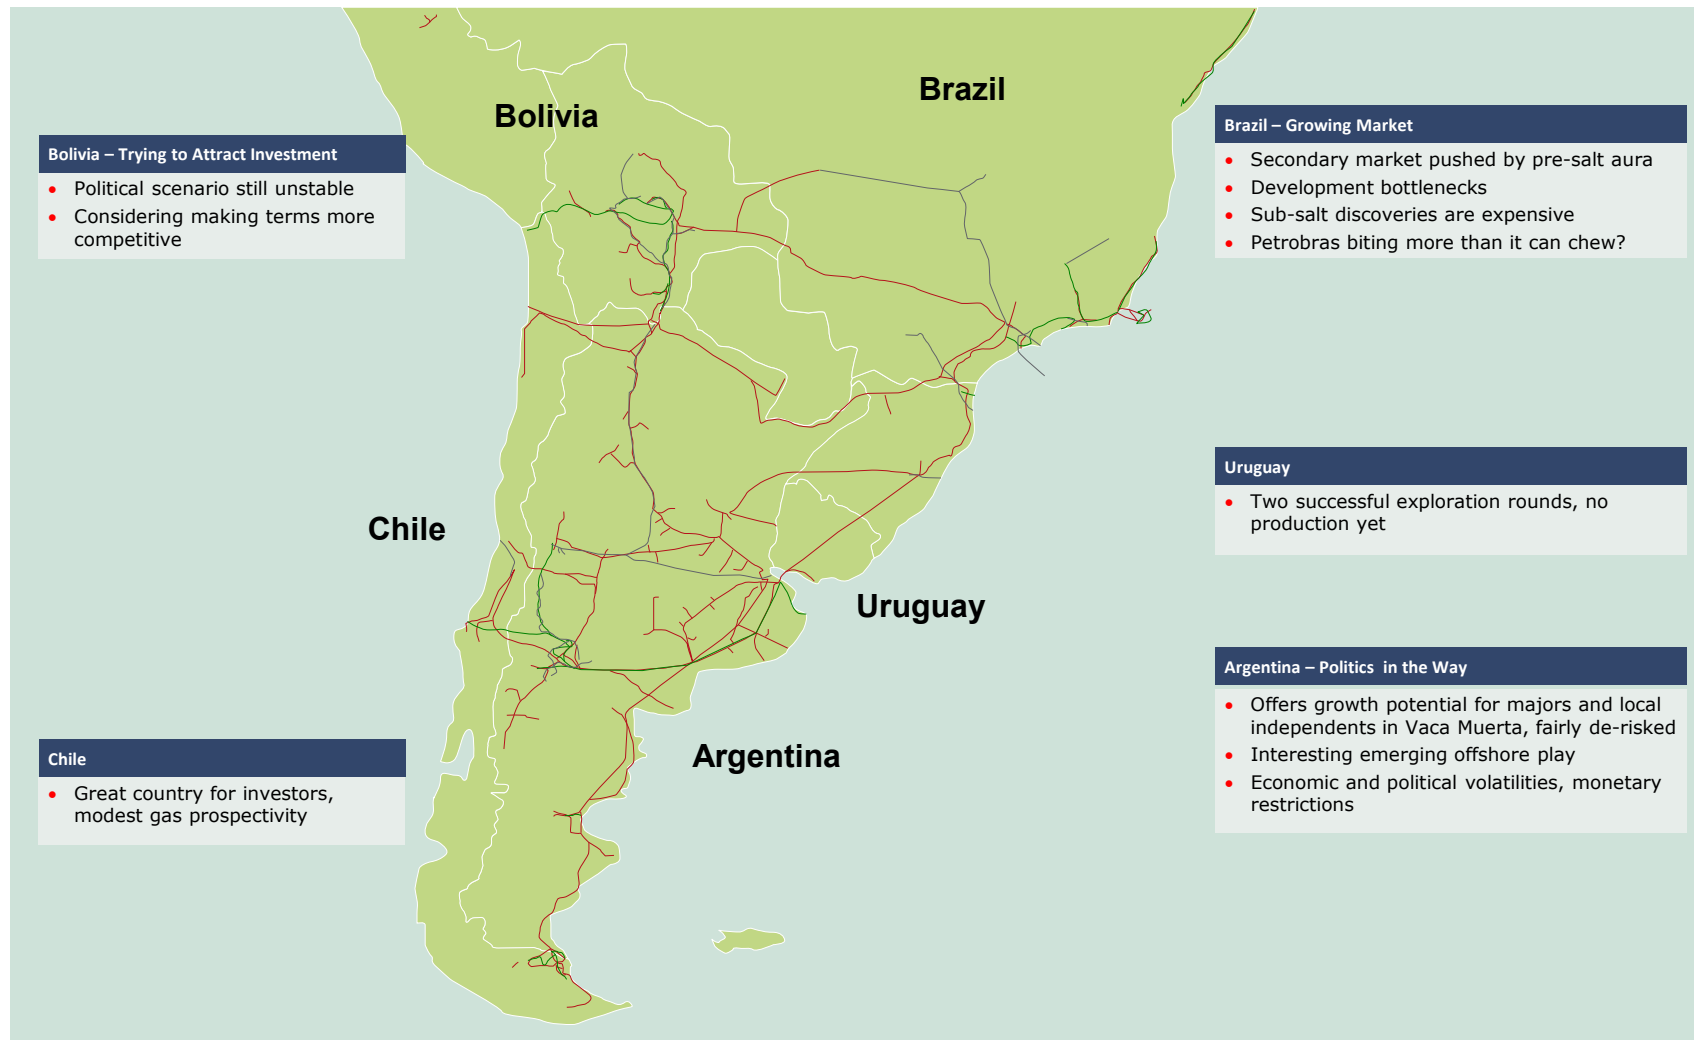 Brazil
Bolivia
Bolivia – Trying to Attract Investment
• Political scenario still unstable
• Considering making terms more
competitive
Brazil – Growing Market
• Secondary market pushed by pre-salt aura
• Development bottlenecks
• Sub-salt discoveries are expensive
• Petrobras biting more than it can chew?
Uruguay
• Two successful exploration rounds, no
production yet
Chile
Uruguay
Argentina – Politics in the Way
• Offers growth potential for majors and local
independents in Vaca Muerta, fairly de-risked
• Interesting emerging offshore play
• Economic and political volatilities, monetary
restrictions
Argentina
Chile
• Great country for investors,
modest gas prospectivity